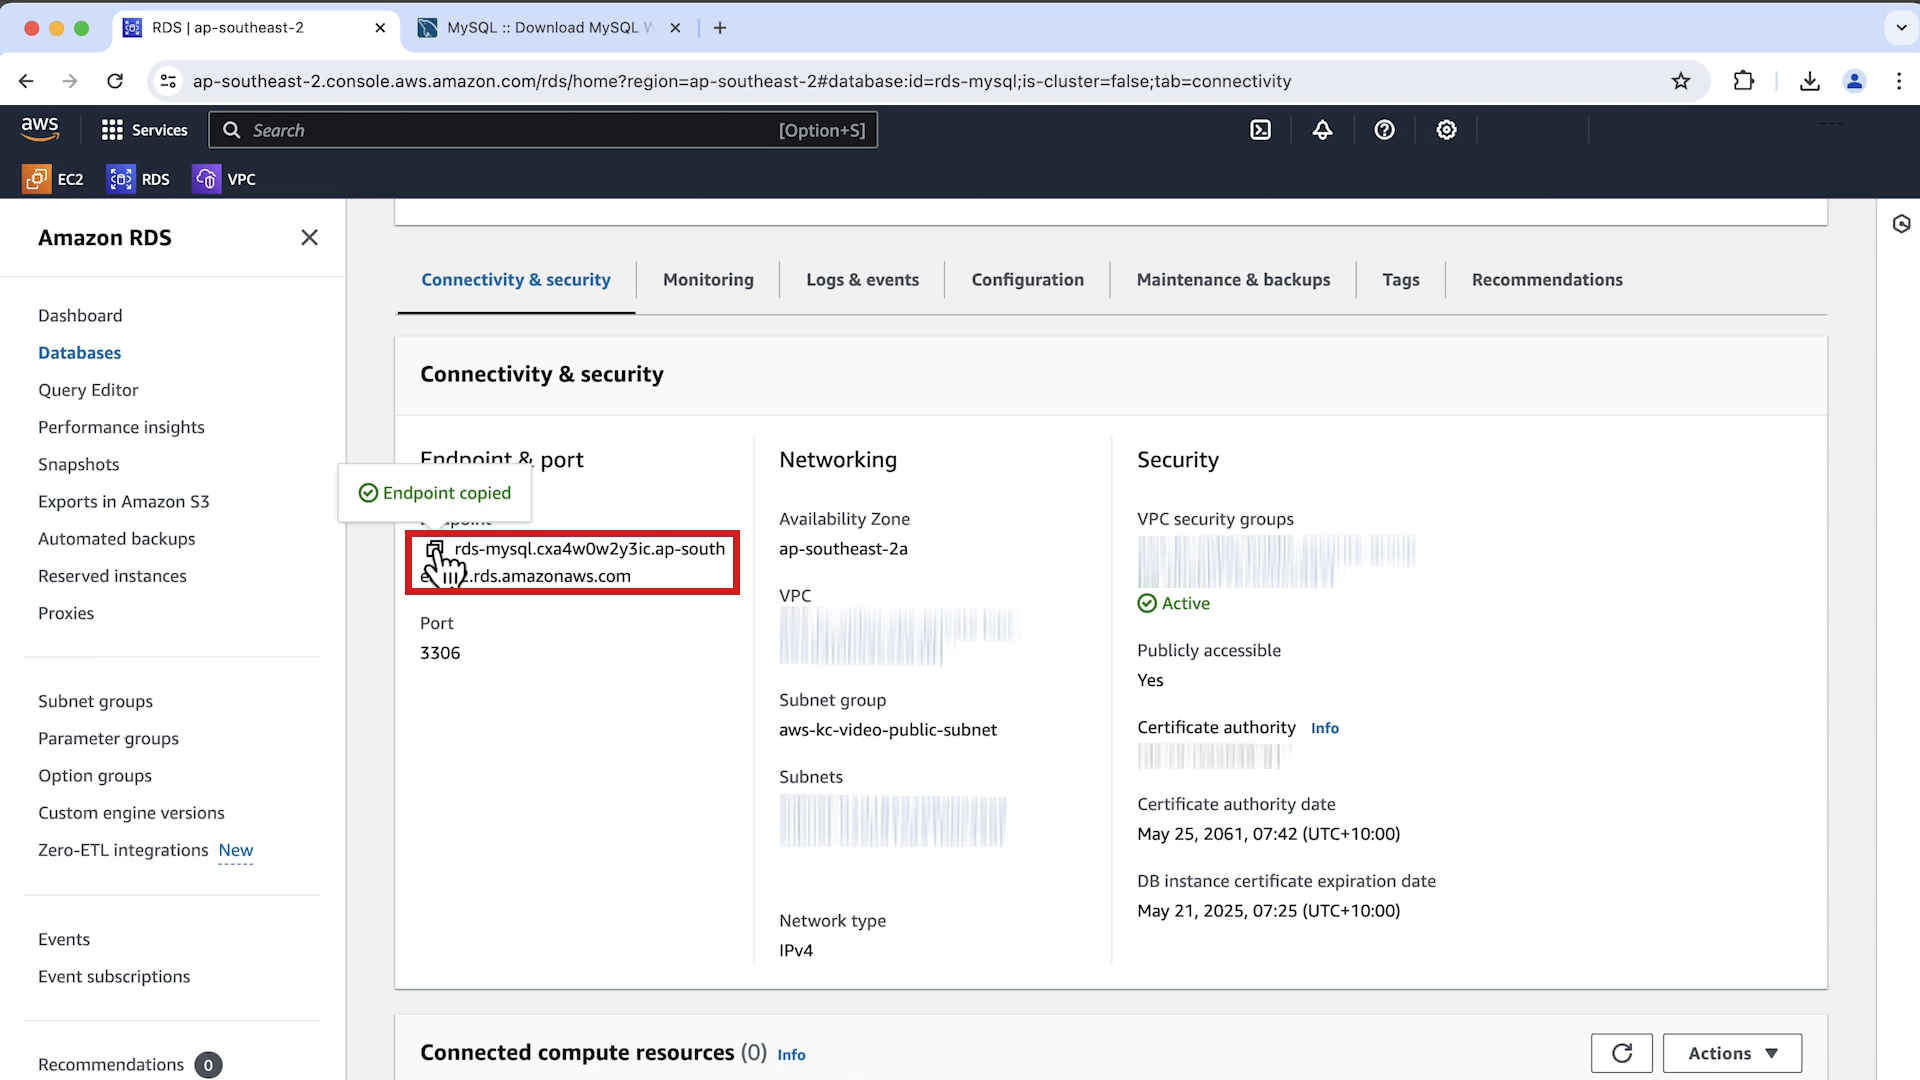 RDS | ap-southeast-2
MySQL :: Download MySQL W
ap-southeast-2.console.aws.amazon.com/rds/home?region=ap-southeast-2#database:id=rds-mysql;is-cluster=false;tab=connectivity
aws
Services
Search
[Option+S]
EC2
RDS
VPC
Amazon RDS
Dashboard
Databases
Query Editor
Performance insights
Snapshots
Exports in Amazon S3
Automated backups
Reserved instances
Proxies
Subnet groups
Parameter groups
Option groups
Custom engine versions
Zero-ETL integrations New
Events
Event subscriptions
Recommendations 0
Connectivity & security
Monitoring
Logs & events
Configuration
Maintenance & backups
Tags
Recommendations
Connectivity & security
Endpoint & port
Endpoint copied
rds-mysql.cxa4w0w2y3ic.ap-south
.rds.amazonaws.com
Port
3306
Networking
Availability Zone
ap-southeast-2a
VPC
Subnet group
aws-kc-video-public-subnet
Subnets
Network type
IPv4
Security
VPC security groups
Active
Publicly accessible
Yes
Certificate authority Info
Certificate authority date
May 25, 2061, 07:42 (UTC+10:00)
DB instance certificate expiration date
May 21, 2025, 07:25 (UTC+10:00)
Connected compute resources (0) Info
Actions